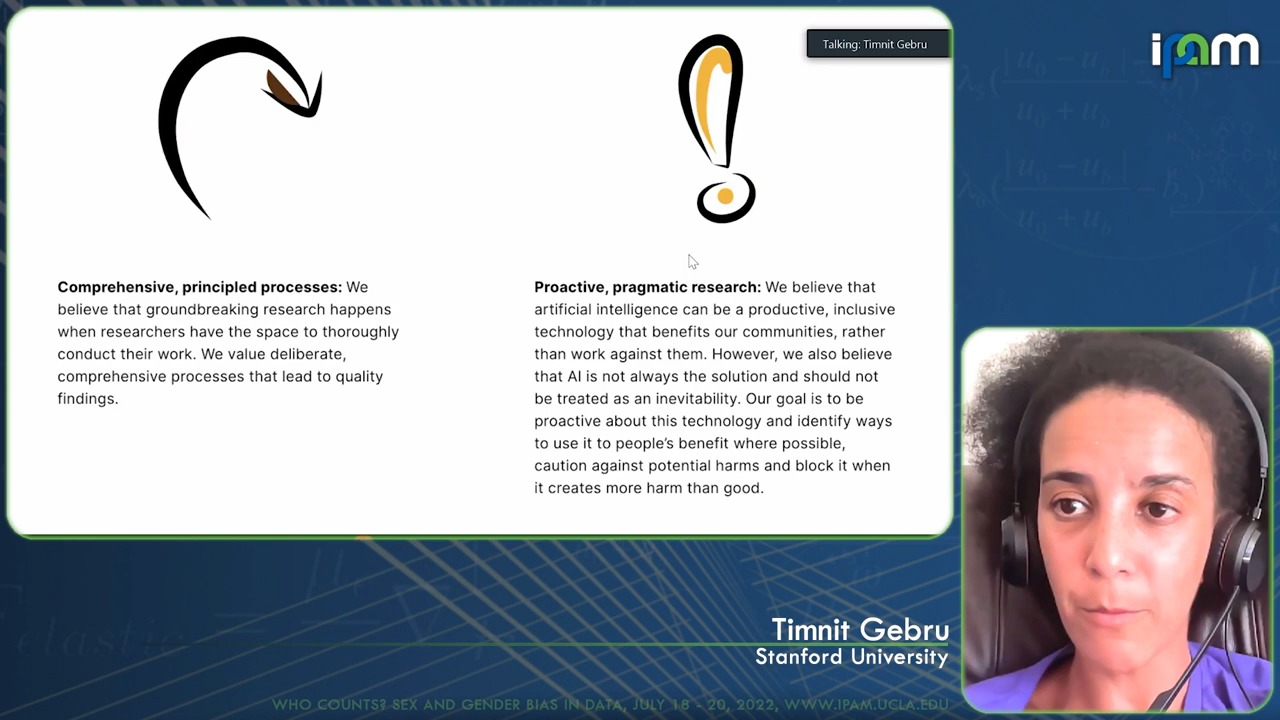 Talking: Timnit Gebru
ipam
Comprehensive, principled processes: We
believe that groundbreaking research happens
when researchers have the space to thoroughly
conduct their work. We value deliberate,
comprehensive processes that lead to quality
findings.
Proactive, pragmatic research: We believe that
artificial intelligence can be a productive, inclusive
technology that benefits our communities, rather
than work against them. However, we also believe
that AI is not always the solution and should not
be treated as an inevitability. Our goal is to be
proactive about this technology and identify ways
to use it to people’s benefit where possible,
caution against potential harms and block it when
it creates more harm than good.
elastic
Timnit Gebru
Stanford University
WHO COUNTS? SEX AND GENDER BIAS IN DATA, JULY 18 - 20, 2022, WWW.IPAM.UCLA.EDU